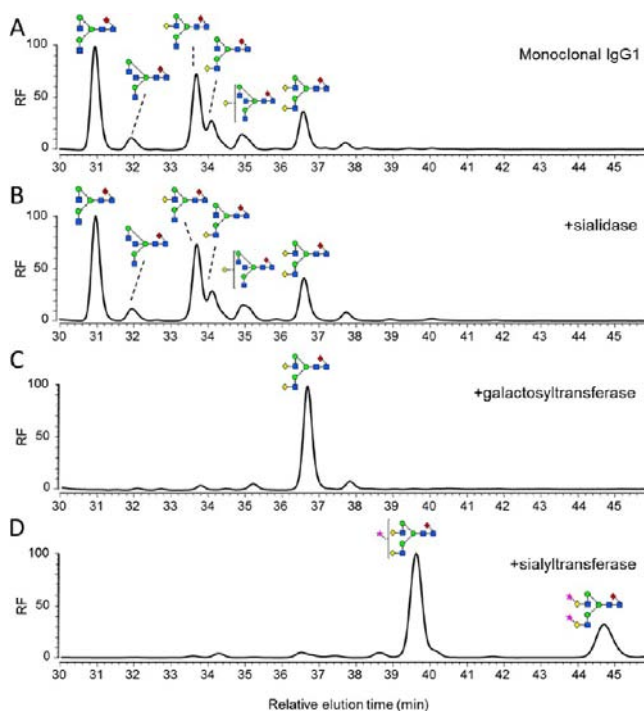 A
Monoclonal IgG1
RF
100
50
0
30 31 32 33 34 35 36 37 38 39 40 41 42 43 44 45
B
+sialidase
RF
100
50
0
30 31 32 33 34 35 36 37 38 39 40 41 42 43 44 45
C
+galactosyltransferase
RF
100
50
0
30 31 32 33 34 35 36 37 38 39 40 41 42 43 44 45
D
+sialyltransferase
RF
100
50
0
30 31 32 33 34 35 36 37 38 39 40 41 42 43 44 45
Relative elution time (min)